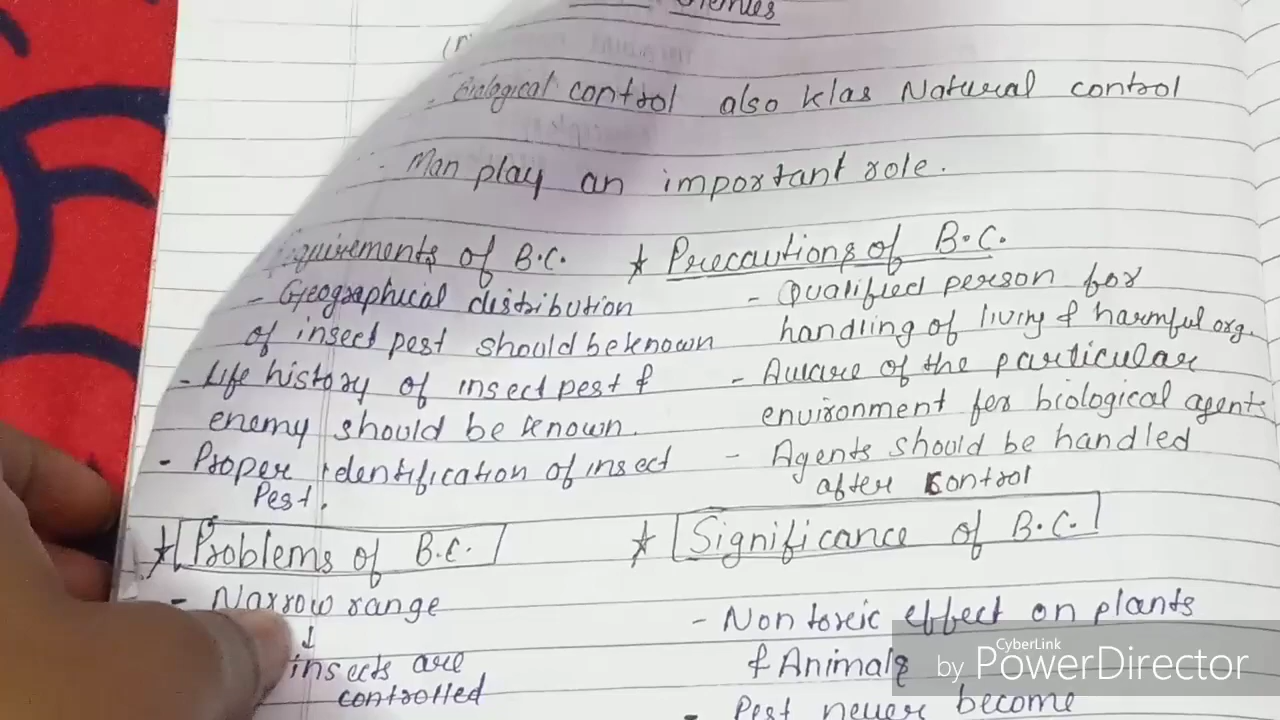 Biological control also k/as Natural control
- Man play an important role.
of B.C.
- Geographical distribution
of insect pest should be known
- Life history of insect pest &
enemy should be known.
- Proper identification of insect
Pest.
★ Precautions of B.C.
- Qualified person for
handling of living & harmful org.
- Aware of the particular
environment for biological agents
- Agents should be handled
after control
★ Problems of B.C.
- Narrow range
↓
insects are
controlled
★ Significance of B.C.
- Non toxic effect on plants
& Animals
- Pest never become
CyberLink
by PowerDirector